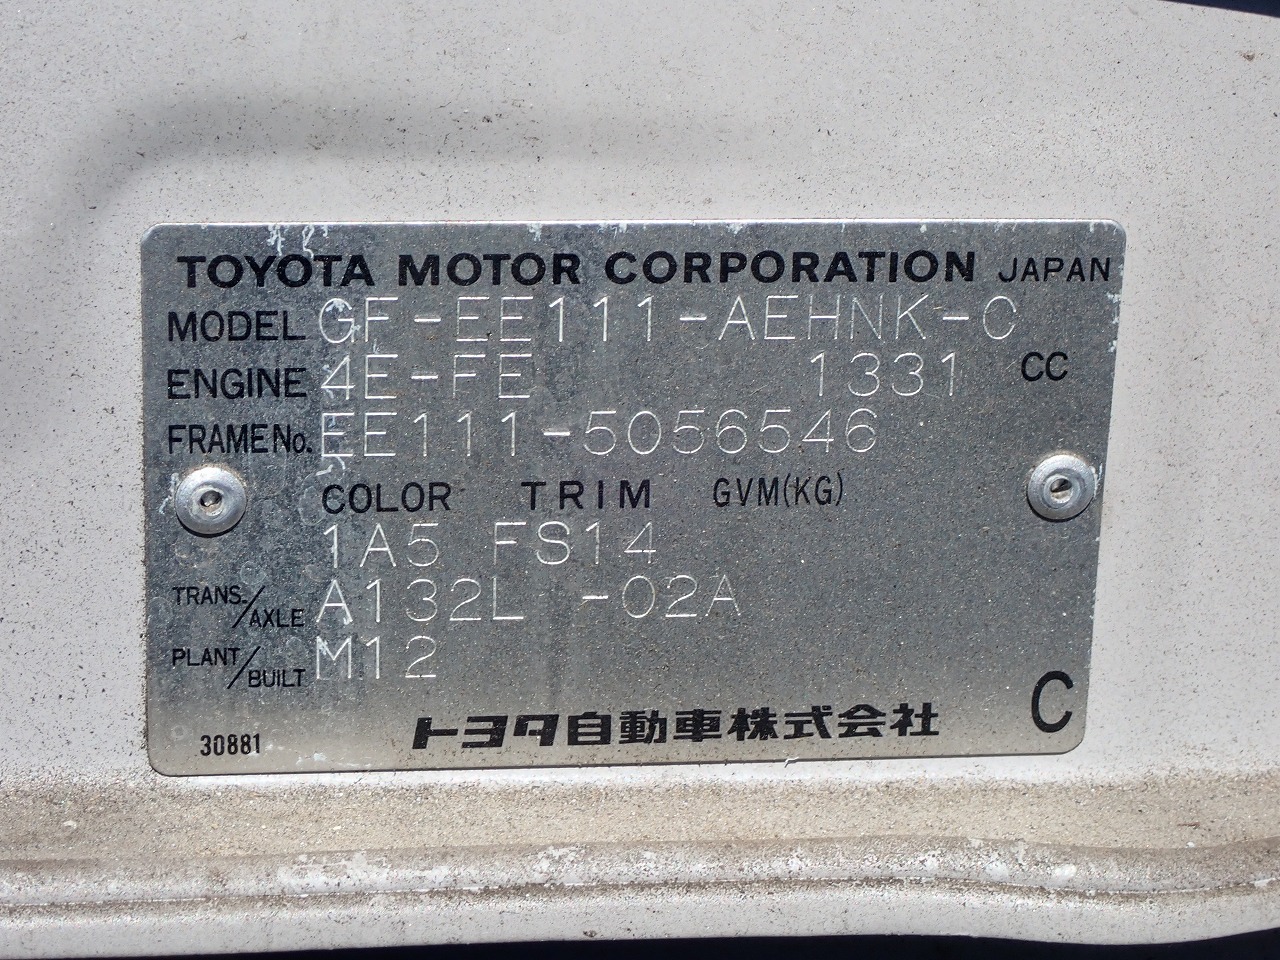 TOYOTA MOTOR CORPORATION JAPAN
MODEL GF-EE111-AEHNK-C
ENGINE 4E-FE 1331 CC
FRAME No. EE111-5056546
COLOR TRIM GVM(KG)
1A5 FS14
TRANS./AXLE A132L -02A
PLANT/BUILT M12
トヨタ自動車株式会社 C
30881